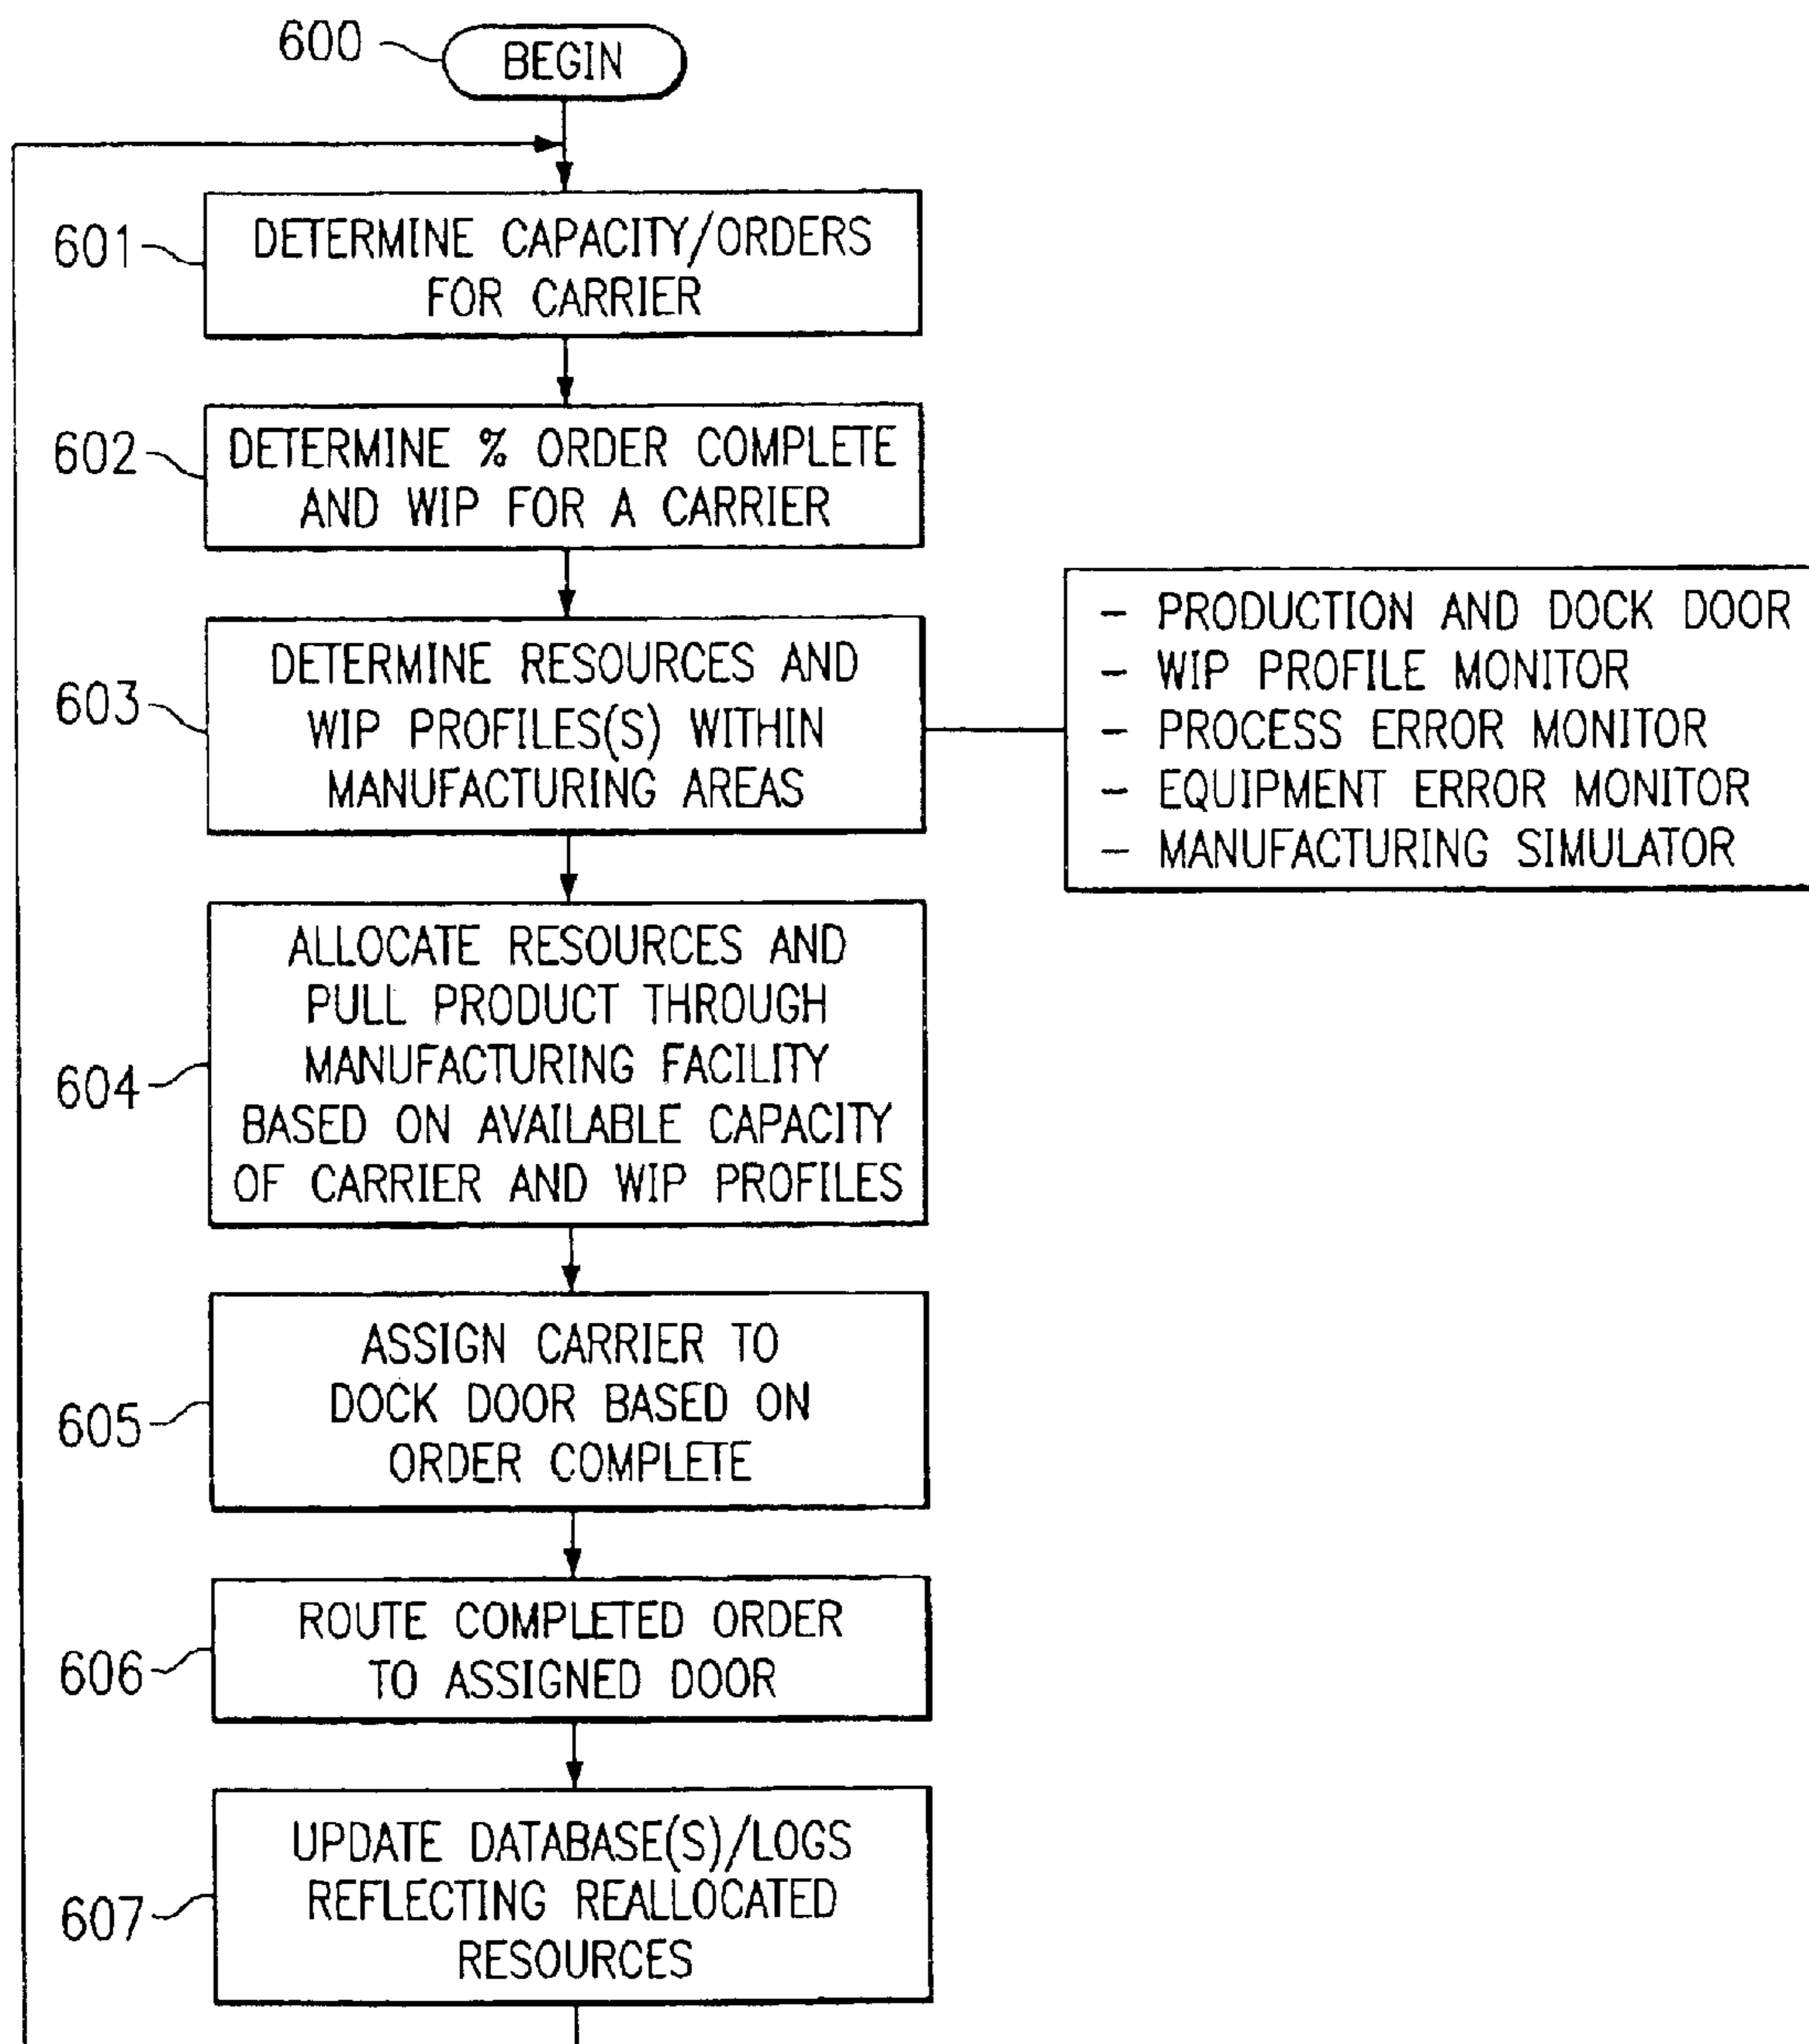 600
BEGIN
601
DETERMINE CAPACITY/ORDERS
FOR CARRIER
602
DETERMINE % ORDER COMPLETE
AND WIP FOR A CARRIER
603
DETERMINE RESOURCES AND
WIP PROFILES(S) WITHIN
MANUFACTURING AREAS
- PRODUCTION AND DOCK DOOR
- WIP PROFILE MONITOR
- PROCESS ERROR MONITOR
- EQUIPMENT ERROR MONITOR
- MANUFACTURING SIMULATOR
604
ALLOCATE RESOURCES AND
PULL PRODUCT THROUGH
MANUFACTURING FACILITY
BASED ON AVAILABLE CAPACITY
OF CARRIER AND WIP PROFILES
605
ASSIGN CARRIER TO
DOCK DOOR BASED ON
ORDER COMPLETE
606
ROUTE COMPLETED ORDER
TO ASSIGNED DOOR
607
UPDATE DATABASE(S)/LOGS
REFLECTING REALLOCATED
RESOURCES